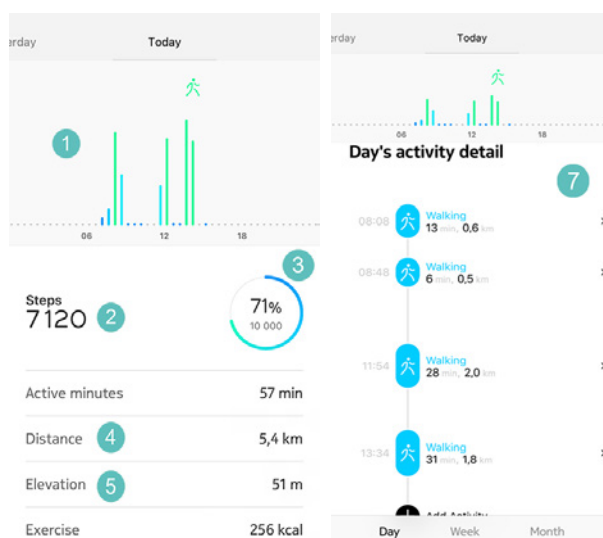 erday Today
1
06 12 18
3
Steps
7120 2
71%
10 000
Active minutes 57 min
Distance 4 5,4 km
Elevation 5 51 m
Exercise 256 kcal
erday Today
06 12 18
Day's activity detail
7
08:08 Walking
13 min, 0,6 km
08:48 Walking
6 min, 0,5 km
11:54 Walking
28 min, 2,0 km
13:34 Walking
31 min, 1,8 km
Add Activity
Day Week Month